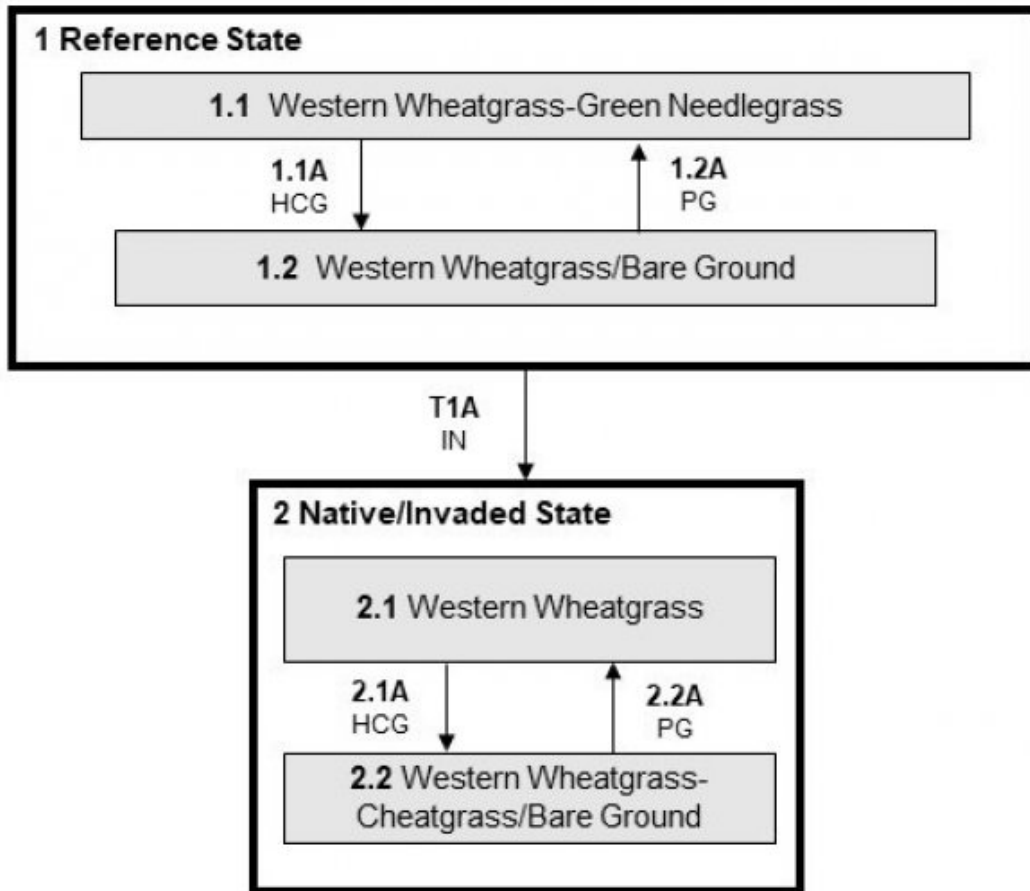 1 Reference State
1.1 Western Wheatgrass-Green Needlegrass
1.1A
HCG
1.2A
PG
1.2 Western Wheatgrass/Bare Ground
T1A
IN
2 Native/Invaded State
2.1 Western Wheatgrass
2.1A
HCG
2.2A
PG
2.2 Western Wheatgrass-
Cheatgrass/Bare Ground